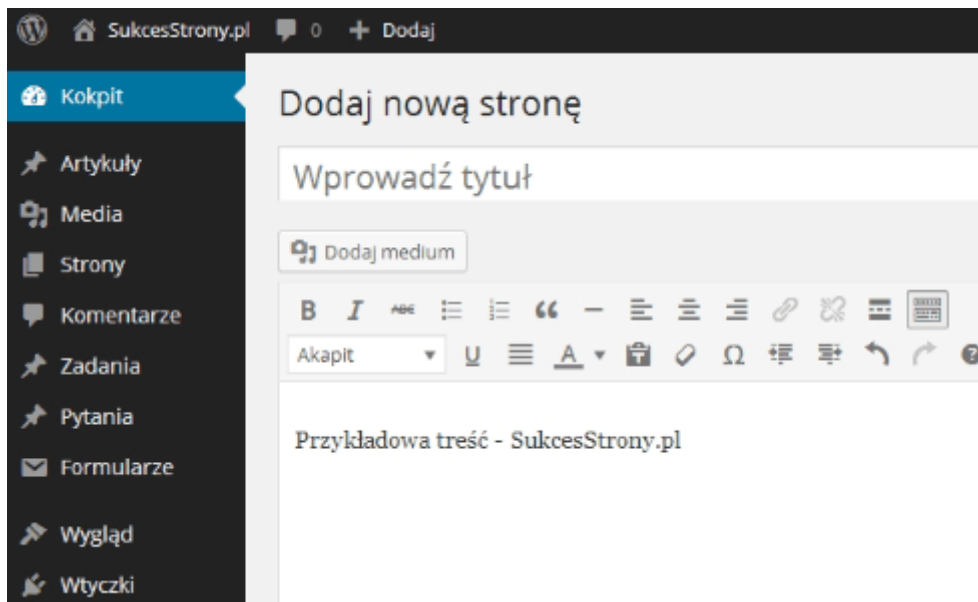 SukcesStrony.pl 0 + Dodaj
Kokpit
Artykuły
Media
Strony
Komentarze
Zadania
Pytania
Formularze
Wygląd
Wtyczki
Dodaj nową stronę
Wprowadź tytuł
Dodaj medium
B I ABC
Akapit U A Ω
Przykładowa treść - SukcesStrony.pl